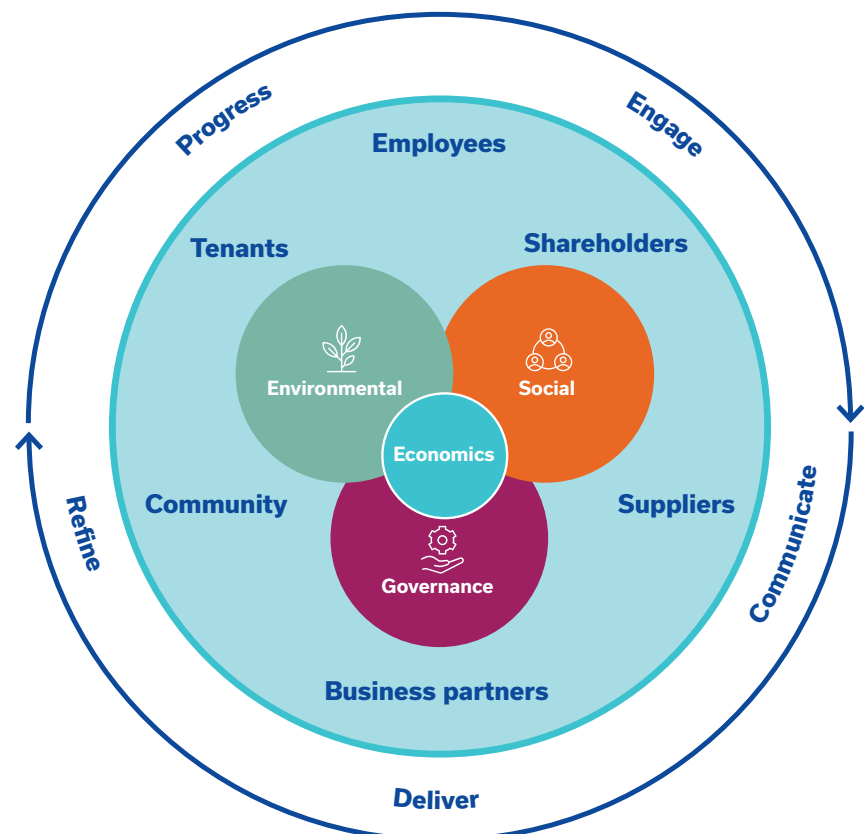 Progress
Engage
Employees
Tenants
Shareholders
Environmental
Social
Economics
Community
Suppliers
Refine
Communicate
Governance
Business partners
Deliver